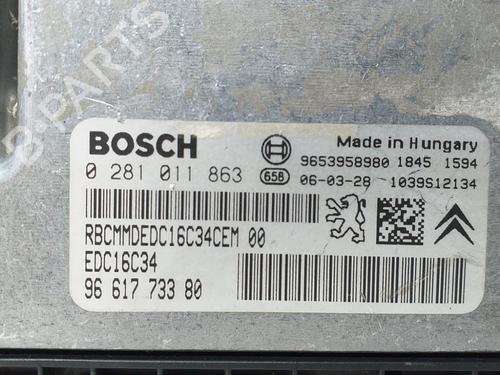 B-PARTS
BOSCH
Made in Hungary
0 281 011 863
658
9653958980 1845 1594
06-03-28 1039S12134
RBCMMDEDC16C34CEM 00
EDC16C34
96 617 733 80